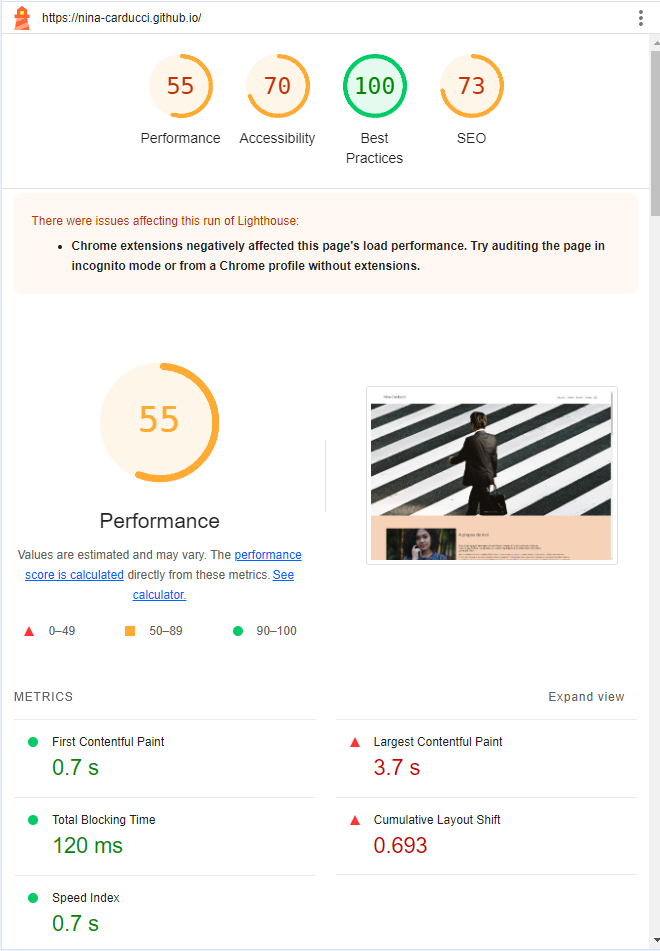 https://nina-carducci.github.io/
55
70
100
73
Performance
Accessibility
Best
Practices
SEO
There were issues affecting this run of Lighthouse:
Chrome extensions negatively affected this page's load performance. Try auditing the page in
incognito mode or from a Chrome profile without extensions.
55
Performance
Values are estimated and may vary. The performance
score is calculated directly from these metrics. See
calculator.
0–49
50–89
90–100
Nina Carducci
A propos de moi
METRICS
Expand view
First Contentful Paint
0.7 s
Largest Contentful Paint
3.7 s
Total Blocking Time
120 ms
Cumulative Layout Shift
0.693
Speed Index
0.7 s